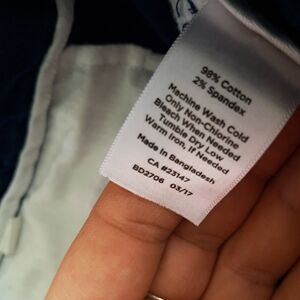 98% Cotton
2% Spandex
Machine Wash Cold
Only Non-Chlorine
Bleach When Needed
Tumble Dry Low
Warm Iron, If Needed
Made in Bangladesh
CA #23147
BD2706 03/17